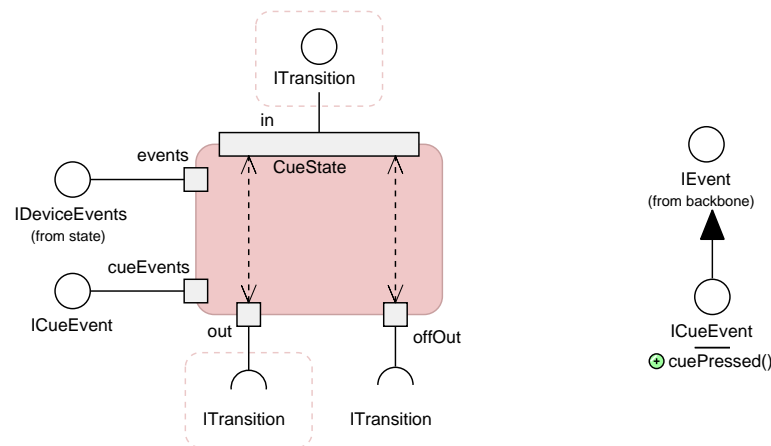 ITransition
in
events
CueState
IDeviceEvents
(from state)
cueEvents
ICueEvent
out
offOut
ITransition
ITransition
IEvent
(from backbone)
ICueEvent
cuePressed()